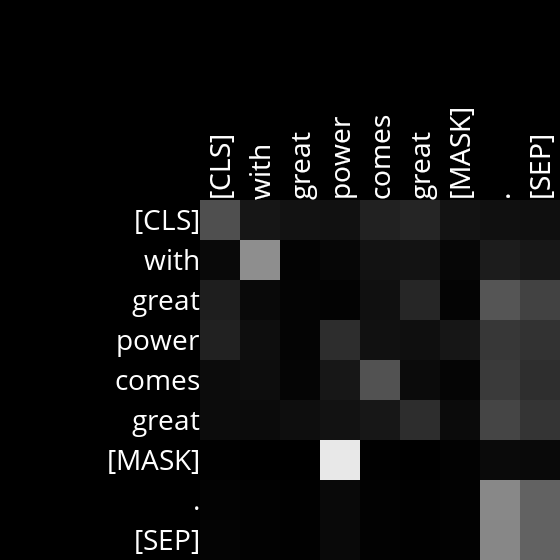 [CLS] with great power comes great [MASK] . [SEP]
[CLS]
with
great
power
comes
great
[MASK]
.
[SEP]